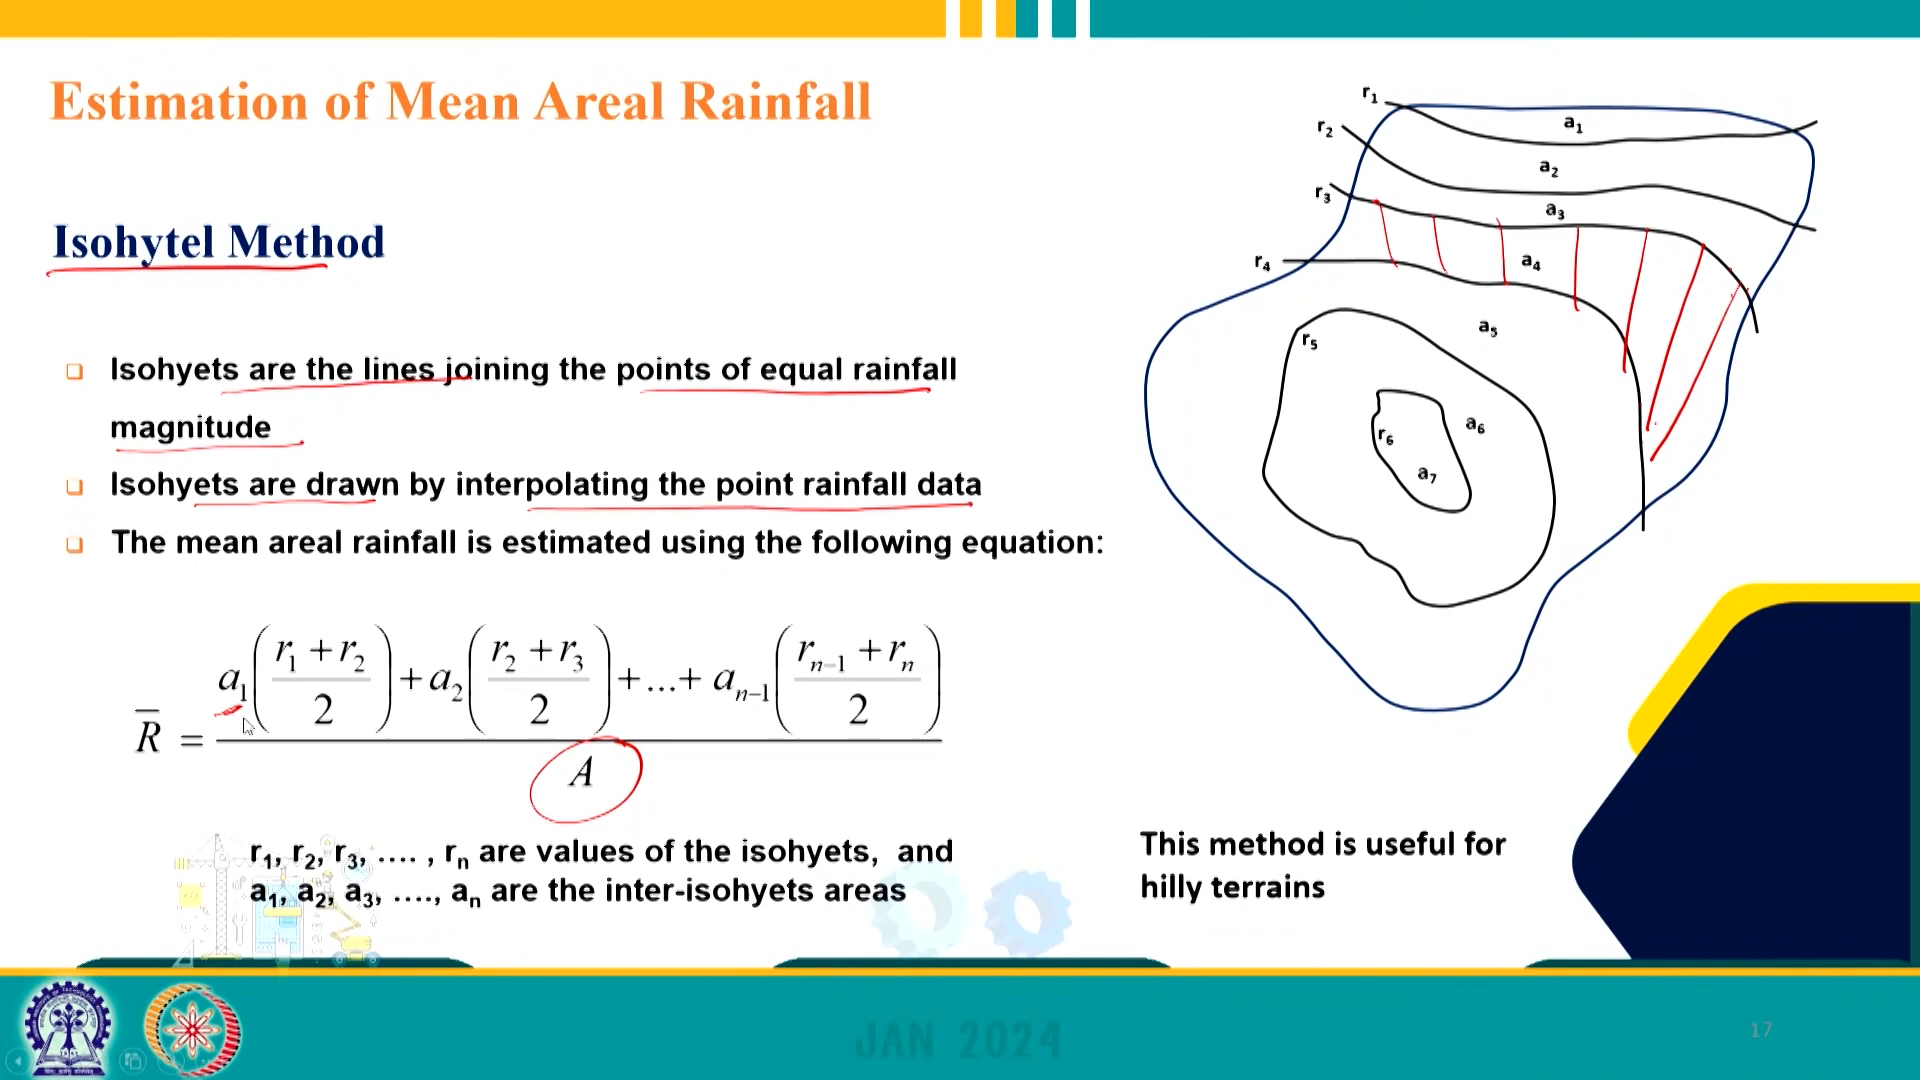 Estimation of Mean Areal Rainfall
Isohytel Method
Isohyets are the lines joining the points of equal rainfall
magnitude
Isohyets are drawn by interpolating the point rainfall data
The mean areal rainfall is estimated using the following equation:
R̅ = (a₁((r₁ + r₂)/2) + a₂((r₂ + r₃)/2) + ... + aₙ₋₁((rₙ₋₁ + rₙ)/2)) / A
r₁, r₂, r₃, .... , rₙ are values of the isohyets, and
a₁, a₂, a₃, ...., aₙ are the inter-isohyets areas
r₁
a₁
r₂
a₂
r₃
a₃
r₄
a₄
a₅
r₅
a₆
r₆
a₇
This method is useful for
hilly terrains
JAN 2024
17